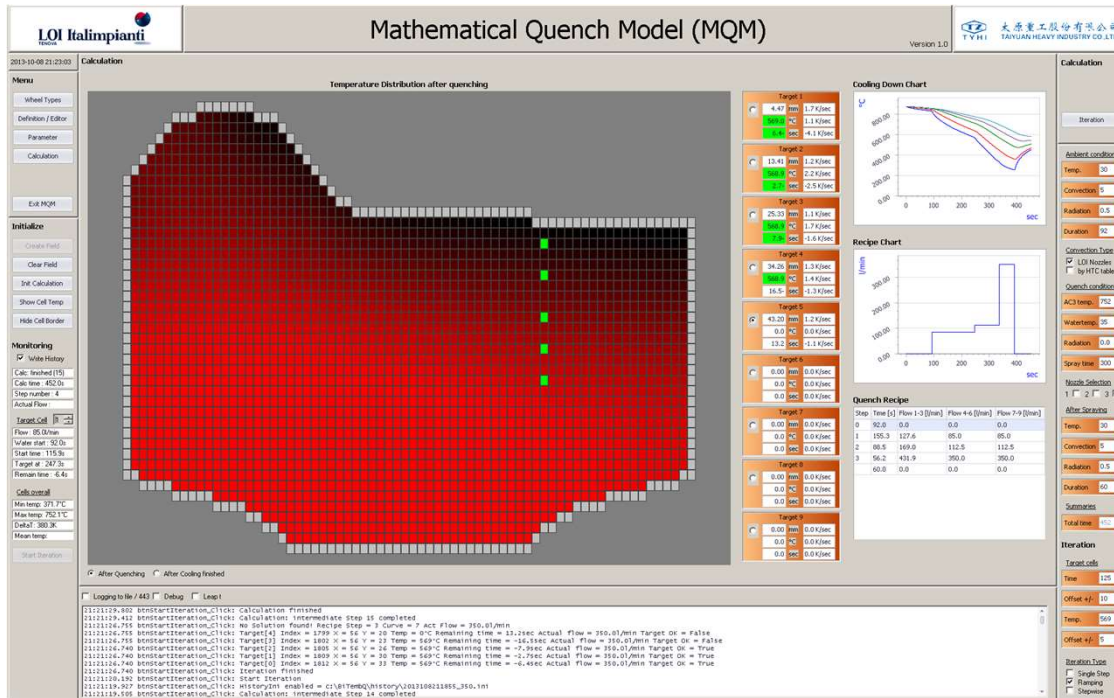 LOI Italimpianti
TENOVA
Mathematical Quench Model (MQM)
Version 1.0
TYHI
太原重工股份有限公司
TAIYUAN HEAVY INDUSTRY CO.,LT
2013-10-08 21:23:03
Menu
Wheel Types
Definition / Editor
Parameter
Calculation
Exit MQM
Initialize
Create Field
Clear Field
Init Calculation
Show Cell Temp
Hide Cell Border
Monitoring
Write History
Calc: finished (15)
Calc time : 452.0s
Step number : 4
Actual Flow :
Target Cell
Flow : 85.0l/min
Water start : 92.0s
Start time : 115.9s
Target at : 247.3s
Remain time : -6.4s
Cells overall
Min temp: 371.7°C
Max temp: 752.1°C
DeltaT: 380.3K
Mean temp:
Start Iteration
Calculation
Temperature Distribution after quenching
After Quenching After Cooling finished
Target 1
4.47 mm 1.7 K/sec
569.0 °C 1.1 K/sec
6.4- sec -4.1 K/sec
Target 2
13.41 mm 1.2 K/sec
568.9 °C 2.2 K/sec
2.7- sec -2.5 K/sec
Target 3
25.33 mm 1.1 K/sec
568.9 °C 1.7 K/sec
7.9- sec -1.6 K/sec
Target 4
34.26 mm 1.3 K/sec
568.9 °C 1.4 K/sec
16.5- sec -1.3 K/sec
Target 5
43.20 mm 1.2 K/sec
0.0 °C 0.0 K/sec
13.2 sec -1.1 K/sec
Target 6
0.00 mm 0.0 K/sec
0.0 °C 0.0 K/sec
0.0 sec 0.0 K/sec
Target 7
0.00 mm 0.0 K/sec
0.0 °C 0.0 K/sec
0.0 sec 0.0 K/sec
Target 8
0.00 mm 0.0 K/sec
0.0 °C 0.0 K/sec
0.0 sec 0.0 K/sec
Target 9
0.00 mm 0.0 K/sec
0.0 °C 0.0 K/sec
0.0 sec 0.0 K/sec
Cooling Down Chart
°C
800.00
600.00
400.00
200.00
0.00
0 100 200 300 400
sec
Recipe Chart
l/min
300.00
200.00
100.00
0.00
0 100 200 300 400
sec
Quench Recipe
Step Time [s] Flow 1-3 [l/min] Flow 4-6 [l/min] Flow 7-9 [l/min]
0 92.0 0.0 0.0 0.0
1 155.3 127.6 85.0 85.0
2 88.5 169.0 112.5 112.5
3 56.2 431.9 350.0 350.0
60.0 0.0 0.0 0.0
Calculation
Iteration
Ambient condition
Temp. 30
Convection 5
Radiation 0.5
Duration 92
Convection Type
LOI Nozzles
by HTC table
Quench condition
AC3 temp. 752
Watertemp. 35
Radiation 0.0
Spray time 300
Nozzle Selection
1 2 3
After Spraying
Temp. 30
Convection 5
Radiation 0.5
Duration 60
Summaries
Total time 452
Iteration
Target cells
Time 125
Offset +/- 10
Temp. 569
Offset +/- 5
Iteration Type
Single Step
Ramping
Stepwise
Logging to file / 443 Debug Leap t
21:21:29.802 btnStartIteration_Click: Calculation finished
21:21:29.412 btnStartIteration_Click: Calculation: intermediate Step 15 completed
21:21:26.755 btnStartIteration_Click: No Solution found! Recipe Step = 3 Curve = 7 Act Flow = 350.0l/min
21:21:26.755 btnStartIteration_Click: Target[4] Index = 1799 X = 56 Y = 20 Temp = 0°C Remaining time = 13.2sec Actual flow = 350.0l/min Target OK = False
21:21:26.755 btnStartIteration_Click: Target[3] Index = 1802 X = 56 Y = 23 Temp = 569°C Remaining time = -16.5sec Actual flow = 350.0l/min Target OK = False
21:21:26.740 btnStartIteration_Click: Target[2] Index = 1805 X = 56 Y = 26 Temp = 569°C Remaining time = -7.9sec Actual flow = 350.0l/min Target OK = True
21:21:26.740 btnStartIteration_Click: Target[1] Index = 1809 X = 56 Y = 30 Temp = 569°C Remaining time = -2.7sec Actual flow = 350.0l/min Target OK = True
21:21:26.740 btnStartIteration_Click: Target[0] Index = 1812 X = 56 Y = 33 Temp = 569°C Remaining time = -6.4sec Actual flow = 350.0l/min Target OK = True
21:21:26.740 btnStartIteration_Click: Iteration finished
21:21:20.192 btnStartIteration_Click: Start Iteration
21:21:19.927 btnStartIteration_Click: HistoryIni enabled = c:\BiTembQ\history\2013108211855_350.ini
21:21:19.505 btnStartIteration_Click: Calculation: intermediate Step 14 completed